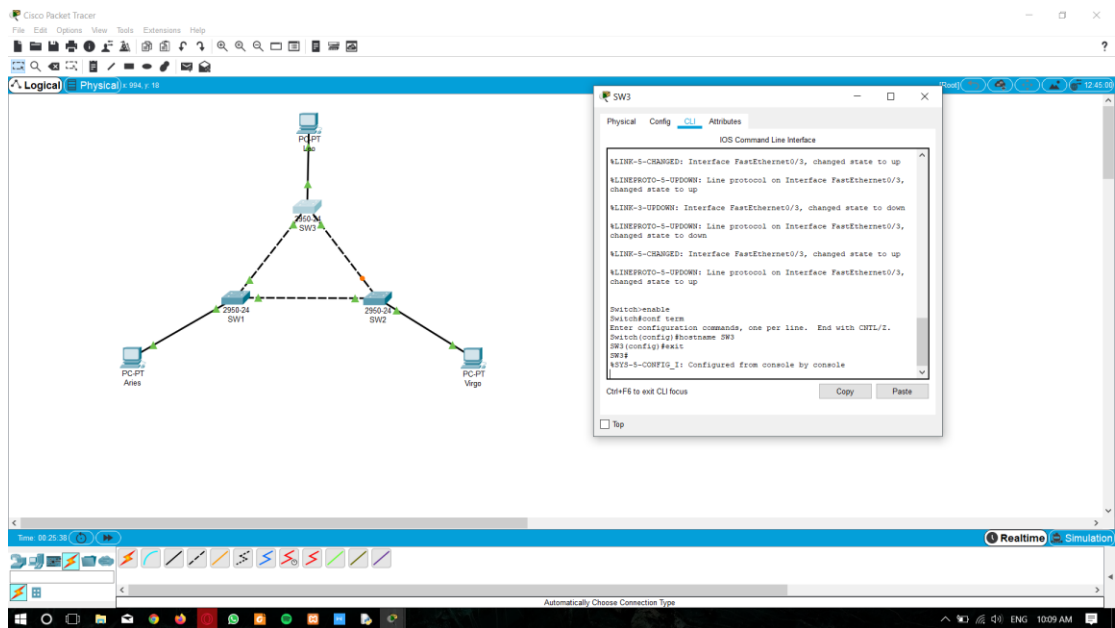 Cisco Packet Tracer
File Edit Options View Tools Extensions Help
?
Logical Physical x: 994, y: 18 [Root] 12:45:00
PC-PT
2950-24
SW3
2950-24
SW1
2950-24
SW2
PC-PT
Aries
PC-PT
Virgo
SW3
Physical Config CLI Attributes
IOS Command Line Interface
%LINK-5-CHANGED: Interface FastEthernet0/3, changed state to up
%LINEPROTO-5-UPDOWN: Line protocol on Interface FastEthernet0/3,
changed state to up
%LINK-3-UPDOWN: Interface FastEthernet0/3, changed state to down
%LINEPROTO-5-UPDOWN: Line protocol on Interface FastEthernet0/3,
changed state to down
%LINK-5-CHANGED: Interface FastEthernet0/3, changed state to up
%LINEPROTO-5-UPDOWN: Line protocol on Interface FastEthernet0/3,
changed state to up
Switch>enable
Switch#conf term
Enter configuration commands, one per line. End with CNTL/Z.
Switch(config)#hostname SW3
SW3(config)#exit
SW3#
%SYS-5-CONFIG_I: Configured from console by console
Ctrl+F6 to exit CLI focus
Copy Paste
Top
Time: 00:25:38
Realtime Simulation
Automatically Choose Connection Type
ENG 10:09 AM